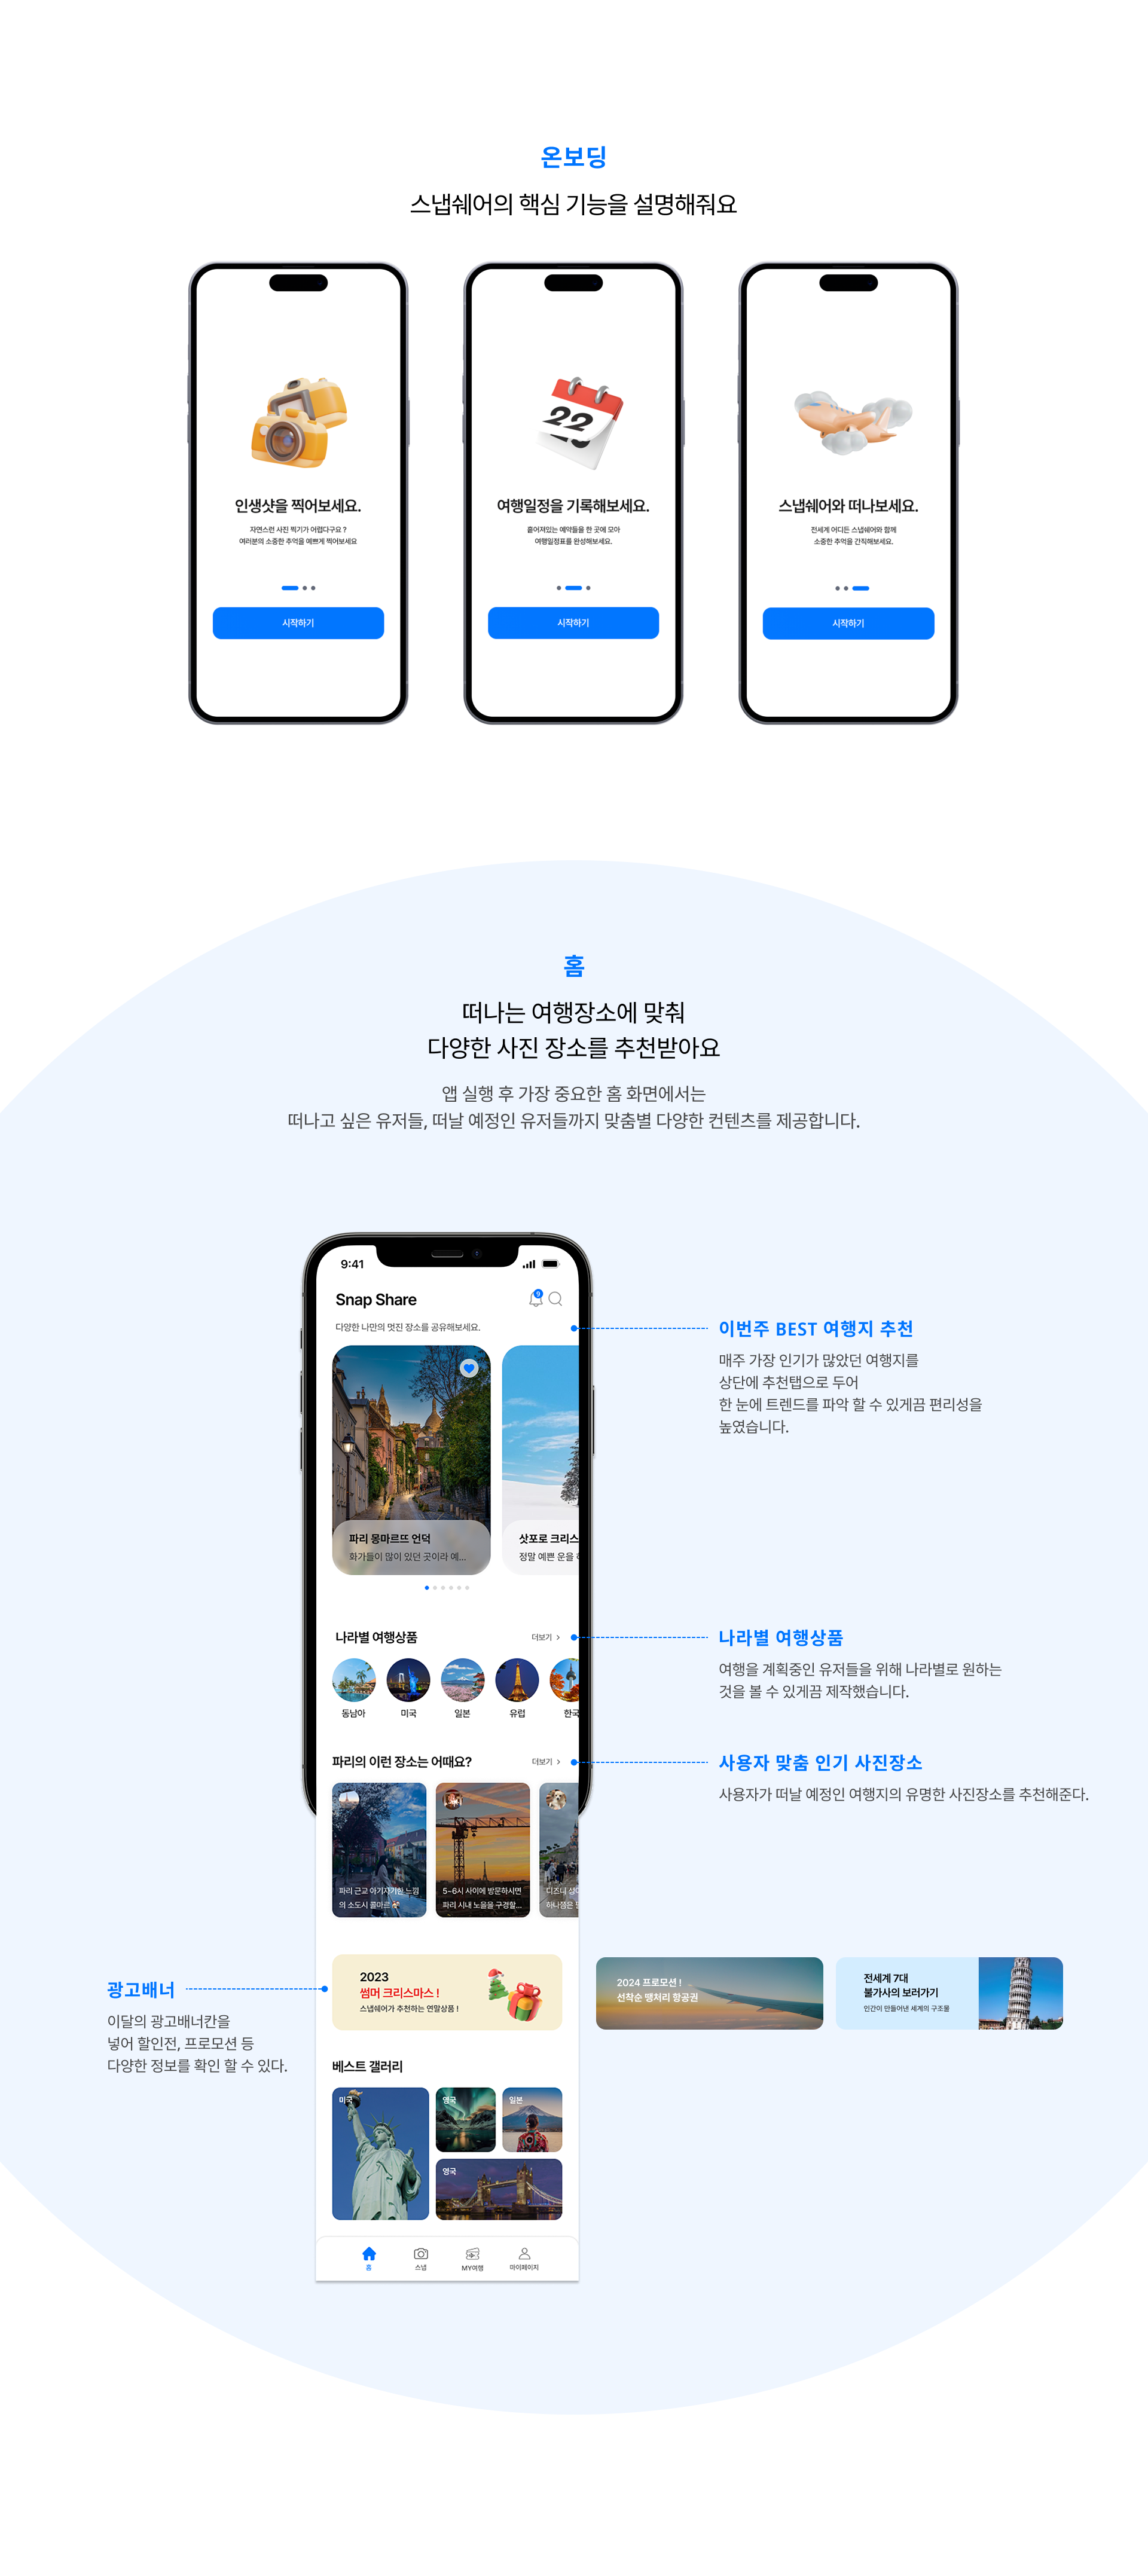 온보딩
스냅쉐어의 핵심 기능을 설명해줘요
22
인생샷을 찍어보세요.
자연스런 사진 찍기가 어렵다구요 ?
여러분의 소중한 추억을 예쁘게 찍어보세요
시작하기
여행일정을 기록해보세요.
흩어져있는 예약들을 한 곳에 모아
여행일정표를 완성해보세요.
시작하기
스냅쉐어와 떠나보세요.
전세계 어디든 스냅쉐어와 함께
소중한 추억을 간직해보세요.
시작하기
홈
떠나는 여행장소에 맞춰
다양한 사진 장소를 추천받아요
앱 실행 후 가장 중요한 홈 화면에서는
떠나고 싶은 유저들, 떠날 예정인 유저들까지 맞춤별 다양한 컨텐츠를 제공합니다.
9:41
Snap Share
9
다양한 나만의 멋진 장소를 공유해보세요.
이번주 BEST 여행지 추천
매주 가장 인기가 많았던 여행지를
상단에 추천탭으로 두어
한 눈에 트렌드를 파악 할 수 있게끔 편리성을
높였습니다.
파리 몽마르뜨 언덕
화가들이 많이 있던 곳이라 예...
삿포로 크리스
정말 예쁜 운을
나라별 여행상품
더보기 >
동남아
미국
일본
유럽
한국
나라별 여행상품
여행을 계획중인 유저들을 위해 나라별로 원하는
것을 볼 수 있게끔 제작했습니다.
파리의 이런 장소는 어때요?
더보기 >
사용자 맞춤 인기 사진장소
사용자가 떠날 예정인 여행지의 유명한 사진장소를 추천해준다.
파리 근교 아기자기한 느낌
의 소도시 콜마르
5-6시 사이에 방문하시면
파리 시내 노을을 구경할...
디즈니 성
하나쯤은
광고배너
이달의 광고배너칸을
넣어 할인전, 프로모션 등
다양한 정보를 확인 할 수 있다.
2023
썸머 크리스마스 !
스냅쉐어가 추천하는 연말상품 !
2024 프로모션 !
선착순 땡처리 항공권
전세계 7대
불가사의 보러가기
인간이 만들어낸 세계의 구조물
베스트 갤러리
미국
영국
일본
영국
홈
스냅
MY여행
마이페이지